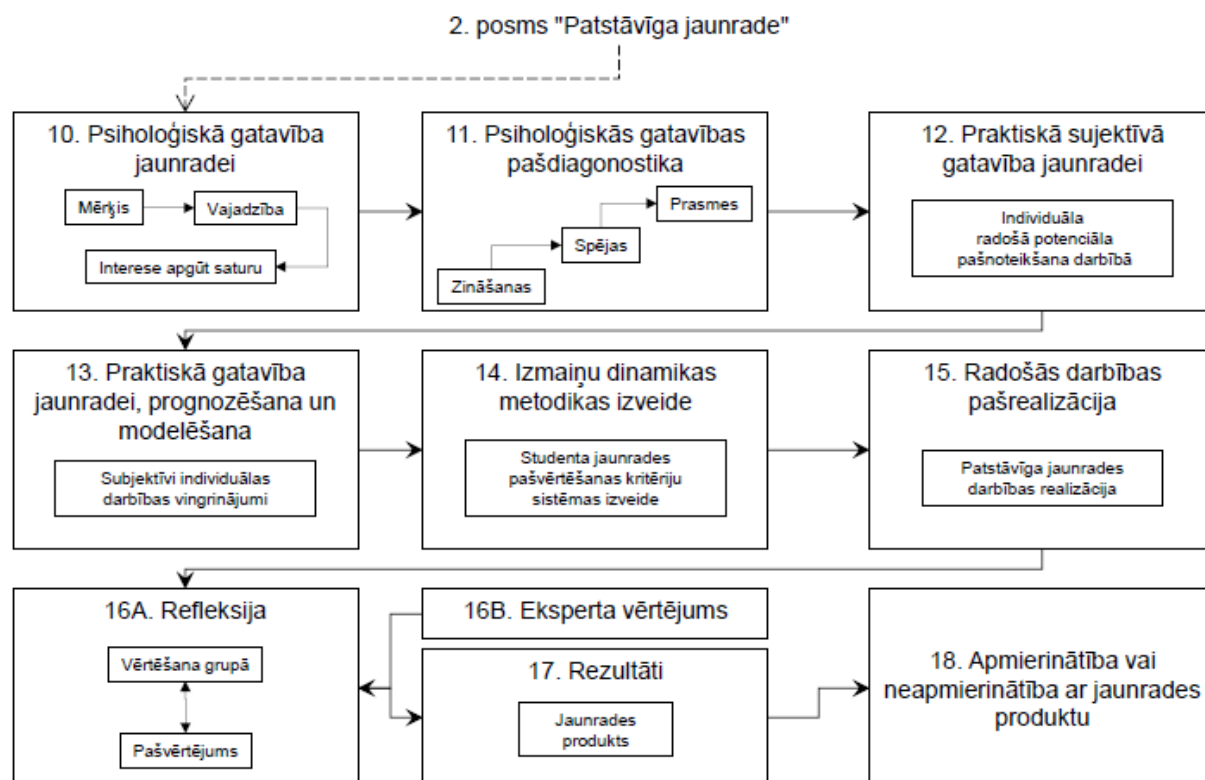 2. posms "Patstāvīga jaunrade"
10. Psiholoģiskā gatavība
jaunradei
Mērķis
Vajadzība
Interese apgūt saturu
11. Psiholoģiskās gatavības
pašdiagonostika
Prasmes
Spējas
Zināšanas
12. Praktiskā sujektīvā
gatavība jaunradei
Individuāla
radošā potenciāla
pašnoteikšana darbībā
13. Praktiskā gatavība
jaunradei, prognozēšana un
modelēšana
Subjektīvi individuālas
darbības vingrinājumi
14. Izmaiņu dinamikas
metodikas izveide
Studenta jaunrades
pašvērtēšanas kritēriju
sistēmas izveide
15. Radošās darbības
pašrealizācija
Patstāvīga jaunrades
darbības realizācija
16A. Refleksija
Vērtēšana grupā
Pašvērtējums
16B. Eksperta vērtējums
17. Rezultāti
Jaunrades
produkts
18. Apmierinātība vai
neapmierinātība ar jaunrades
produktu